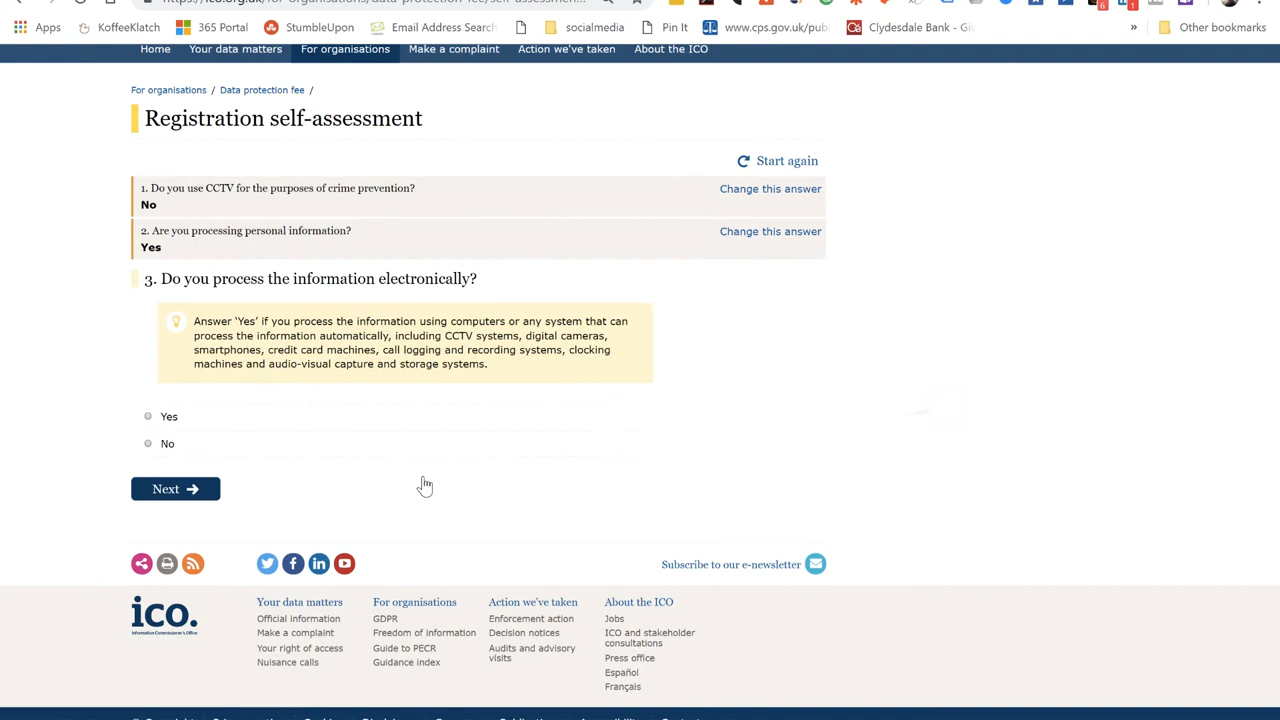 Apps KoffeeKlatch 365 Portal StumbleUpon Email Address Search socialmedia Pin It www.cps.gov.uk/publ Clydesdale Bank - Giv » Other bookmarks
6 1
Home Your data matters For organisations Make a complaint Action we've taken About the ICO
For organisations / Data protection fee /
Registration self-assessment
Start again
1. Do you use CCTV for the purposes of crime prevention? Change this answer
No
2. Are you processing personal information? Change this answer
Yes
3. Do you process the information electronically?
Answer ‘Yes’ if you process the information using computers or any system that can
process the information automatically, including CCTV systems, digital cameras,
smartphones, credit card machines, call logging and recording systems, clocking
machines and audio-visual capture and storage systems.
Yes
No
Next
Subscribe to our e-newsletter
ico.
Information Commissioner's Office
Your data matters
Official information
Make a complaint
Your right of access
Nuisance calls
For organisations
GDPR
Freedom of information
Guide to PECR
Guidance index
Action we've taken
Enforcement action
Decision notices
Audits and advisory
visits
About the ICO
Jobs
ICO and stakeholder
consultations
Press office
Español
Français